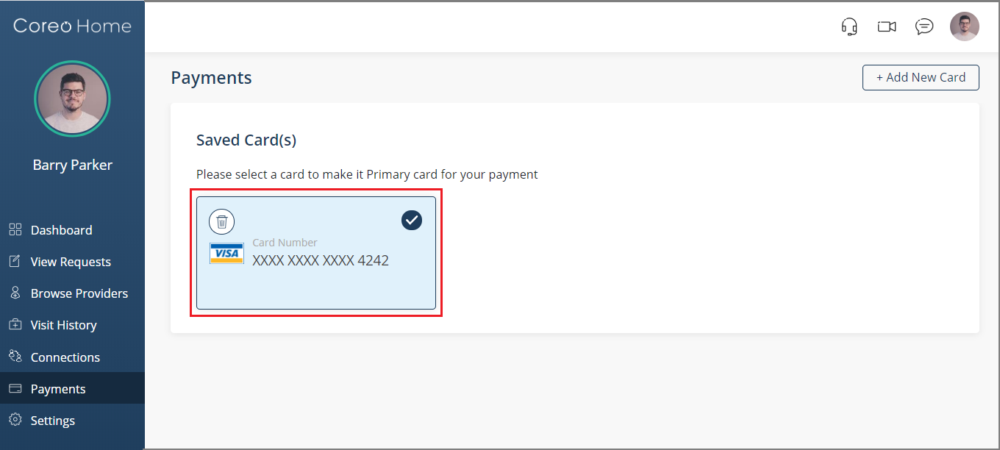 Coreo Home
Barry Parker
Dashboard
View Requests
Browse Providers
Visit History
Connections
Payments
Settings
Payments
+ Add New Card
Saved Card(s)
Please select a card to make it Primary card for your payment
Card Number
VISA
XXXX XXXX XXXX 4242